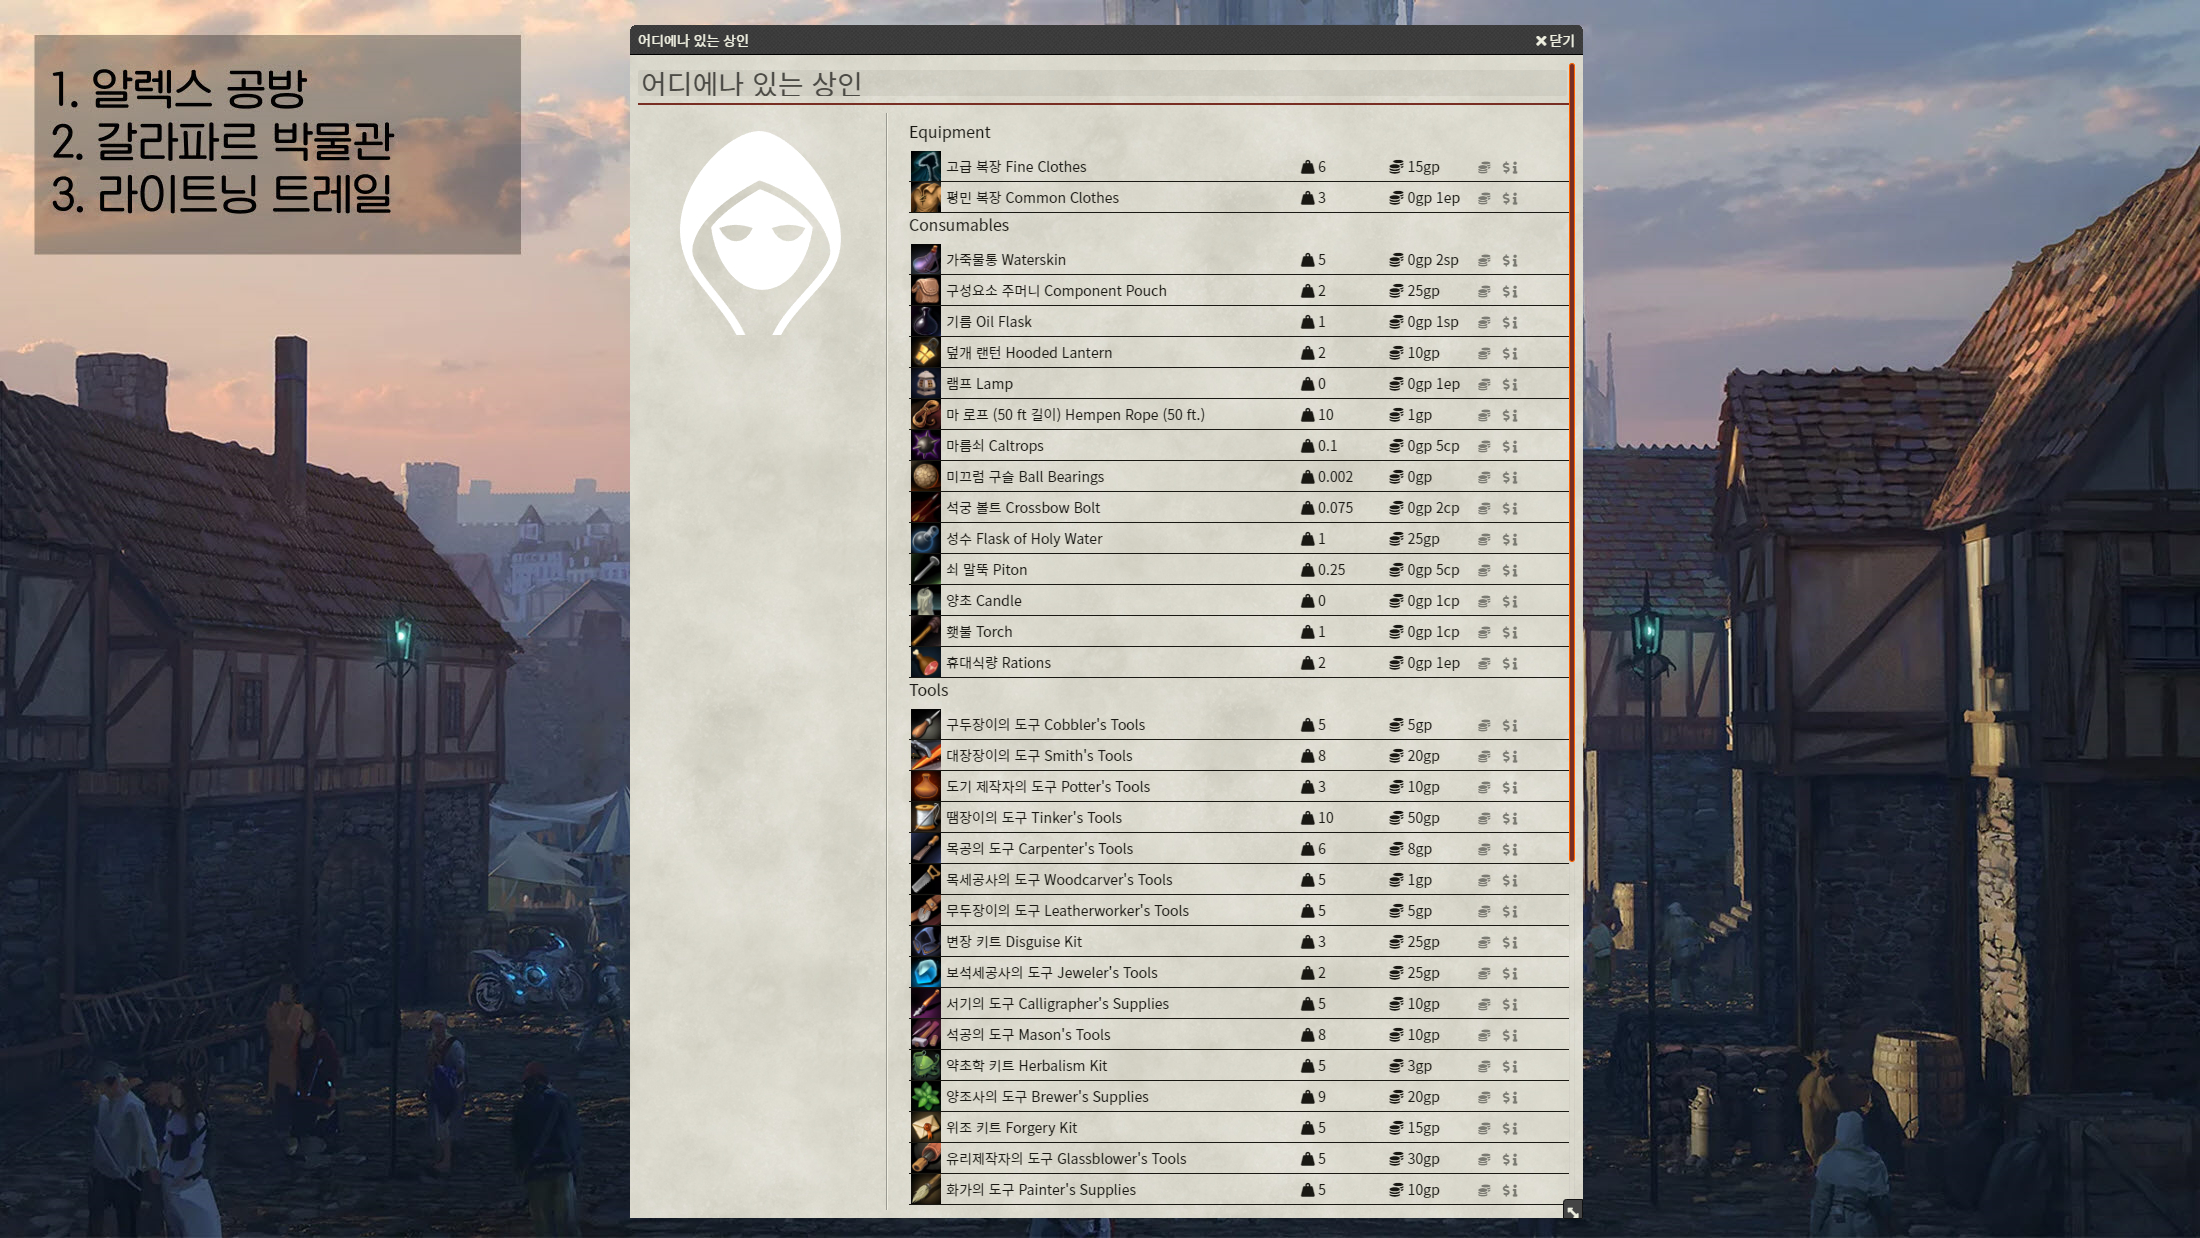 1. 알렉스 공방
2. 갈라파르 박물관
3. 라이트닝 트레일
어디에나 있는 상인 닫기
어디에나 있는 상인
Equipment
고급 복장 Fine Clothes 6 15gp
평민 복장 Common Clothes 3 0gp 1ep
Consumables
가죽물통 Waterskin 5 0gp 2sp
구성요소 주머니 Component Pouch 2 25gp
기름 Oil Flask 1 0gp 1sp
덮개 랜턴 Hooded Lantern 2 10gp
램프 Lamp 0 0gp 1ep
마 로프 (50 ft 길이) Hempen Rope (50 ft.) 10 1gp
마름쇠 Caltrops 0.1 0gp 5cp
미끄럼 구슬 Ball Bearings 0.002 0gp
석궁 볼트 Crossbow Bolt 0.075 0gp 2cp
성수 Flask of Holy Water 1 25gp
쇠 말뚝 Piton 0.25 0gp 5cp
양초 Candle 0 0gp 1cp
횃불 Torch 1 0gp 1cp
휴대식량 Rations 2 0gp 1ep
Tools
구두장이의 도구 Cobbler's Tools 5 5gp
대장장이의 도구 Smith's Tools 8 20gp
도기 제작자의 도구 Potter's Tools 3 10gp
땜장이의 도구 Tinker's Tools 10 50gp
목공의 도구 Carpenter's Tools 6 8gp
목세공사의 도구 Woodcarver's Tools 5 1gp
무두장이의 도구 Leatherworker's Tools 5 5gp
변장 키트 Disguise Kit 3 25gp
보석세공사의 도구 Jeweler's Tools 2 25gp
서기의 도구 Calligrapher's Supplies 5 10gp
석공의 도구 Mason's Tools 8 10gp
약초학 키트 Herbalism Kit 5 3gp
양조사의 도구 Brewer's Supplies 9 20gp
위조 키트 Forgery Kit 5 15gp
유리제작자의 도구 Glassblower's Tools 5 30gp
화가의 도구 Painter's Supplies 5 10gp